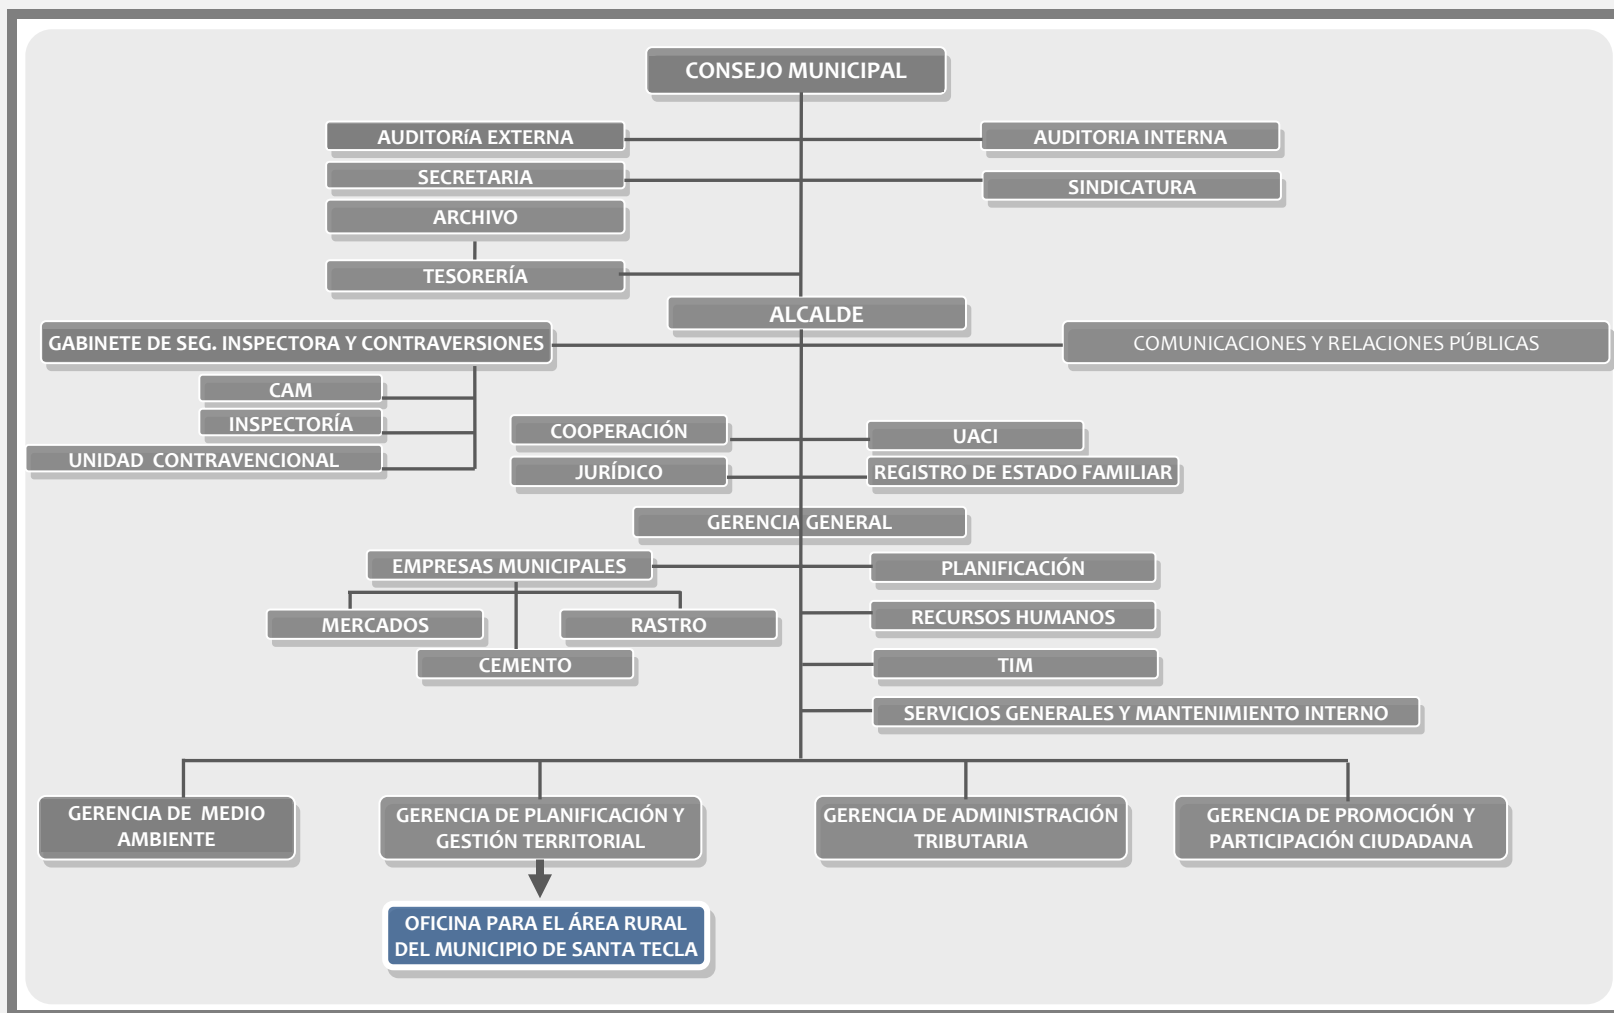 CONSEJO MUNICIPAL
AUDITORíA EXTERNA
AUDITORIA INTERNA
SECRETARIA
SINDICATURA
ARCHIVO
TESORERÍA
ALCALDE
GABINETE DE SEG. INSPECTORA Y CONTRAVERSIONES
COMUNICACIONES Y RELACIONES PÚBLICAS
CAM
INSPECTORÍA
UNIDAD CONTRAVENCIONAL
COOPERACIÓN
UACI
JURÍDICO
REGISTRO DE ESTADO FAMILIAR
GERENCIA GENERAL
EMPRESAS MUNICIPALES
PLANIFICACIÓN
MERCADOS
RASTRO
RECURSOS HUMANOS
CEMENTO
TIM
SERVICIOS GENERALES Y MANTENIMIENTO INTERNO
GERENCIA DE MEDIO
AMBIENTE
GERENCIA DE PLANIFICACIÓN Y
GESTIÓN TERRITORIAL
GERENCIA DE ADMINISTRACIÓN
TRIBUTARIA
GERENCIA DE PROMOCIÓN Y
PARTICIPACIÓN CIUDADANA
OFICINA PARA EL ÁREA RURAL
DEL MUNICIPIO DE SANTA TECLA